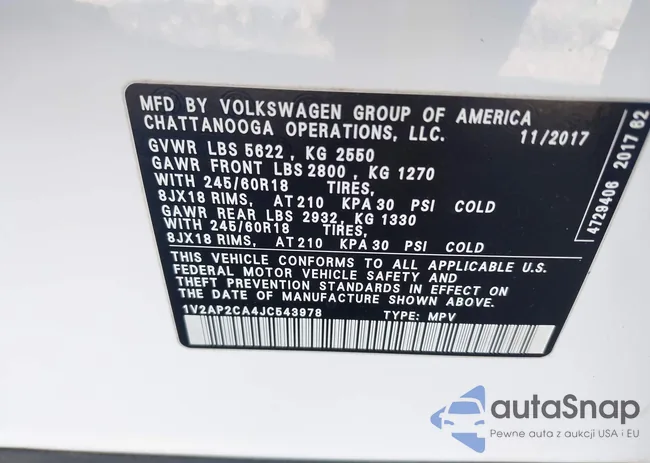 MFD BY VOLKSWAGEN GROUP OF AMERICA
CHATTANOOGA OPERATIONS, LLC. 11/2017
GVWR LBS 5622 , KG 2550
GAWR FRONT LBS 2800 , KG 1270
WITH 245/60R18 TIRES,
8JX18 RIMS, AT 210 KPA 30 PSI COLD
GAWR REAR LBS 2932, KG 1330
WITH 245/60R18 TIRES,
8JX18 RIMS, AT 210 KPA 30 PSI COLD
THIS VEHICLE CONFORMS TO ALL APPLICABLE U.S.
FEDERAL MOTOR VEHICLE SAFETY AND
THEFT PREVENTION STANDARDS IN EFFECT ON
THE DATE OF MANUFACTURE SHOWN ABOVE.
1V2AP2CA4JC543978 TYPE: MPV
4729406 2017 62
autaSnap
Pewne auta z aukcji USA i EU